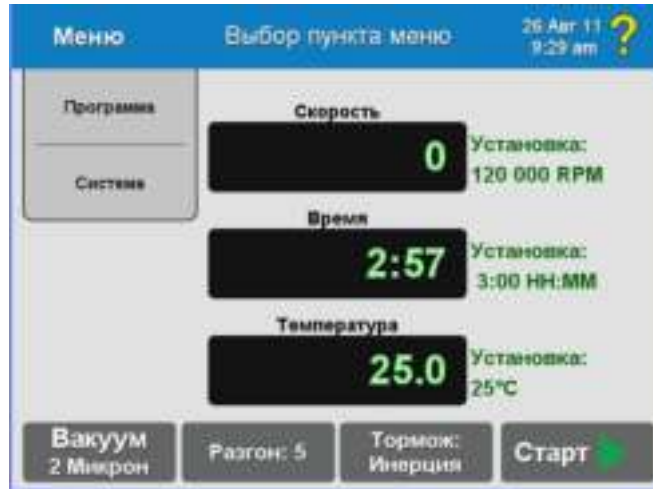 Меню
Выбор пункта меню
26 Авг 11
9:29 am
?
Программа
Система
Скорость
0
Установка:
120 000 RPM
Время
2:57
Установка:
3:00 HH:MM
Температура
25.0
Установка:
25°C
Вакуум
2 Микрон
Разгон: 5
Тормож:
Инерция
Старт